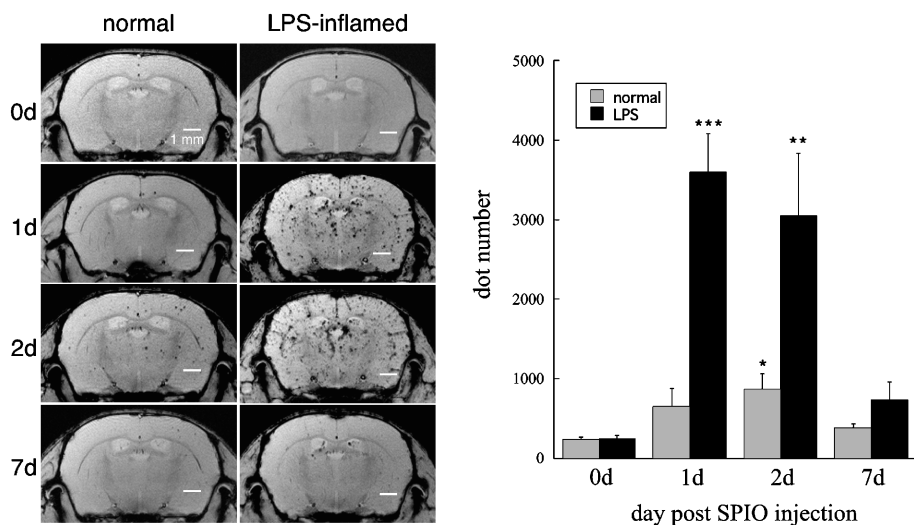 normal LPS-inflamed
0d
1 mm
1d
2d
7d
5000
4000
3000
2000
1000
0
dot number
normal
LPS
***
**
*
0d 1d 2d 7d
day post SPIO injection